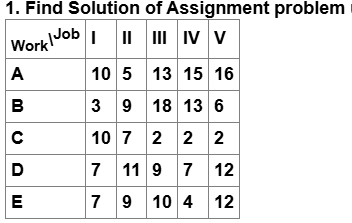 1. Find Solution of Assignment problem
Work\Job I II III IV V
A 10 5 13 15 16
B 3 9 18 13 6
C 10 7 2 2 2
D 7 11 9 7 12
E 7 9 10 4 12